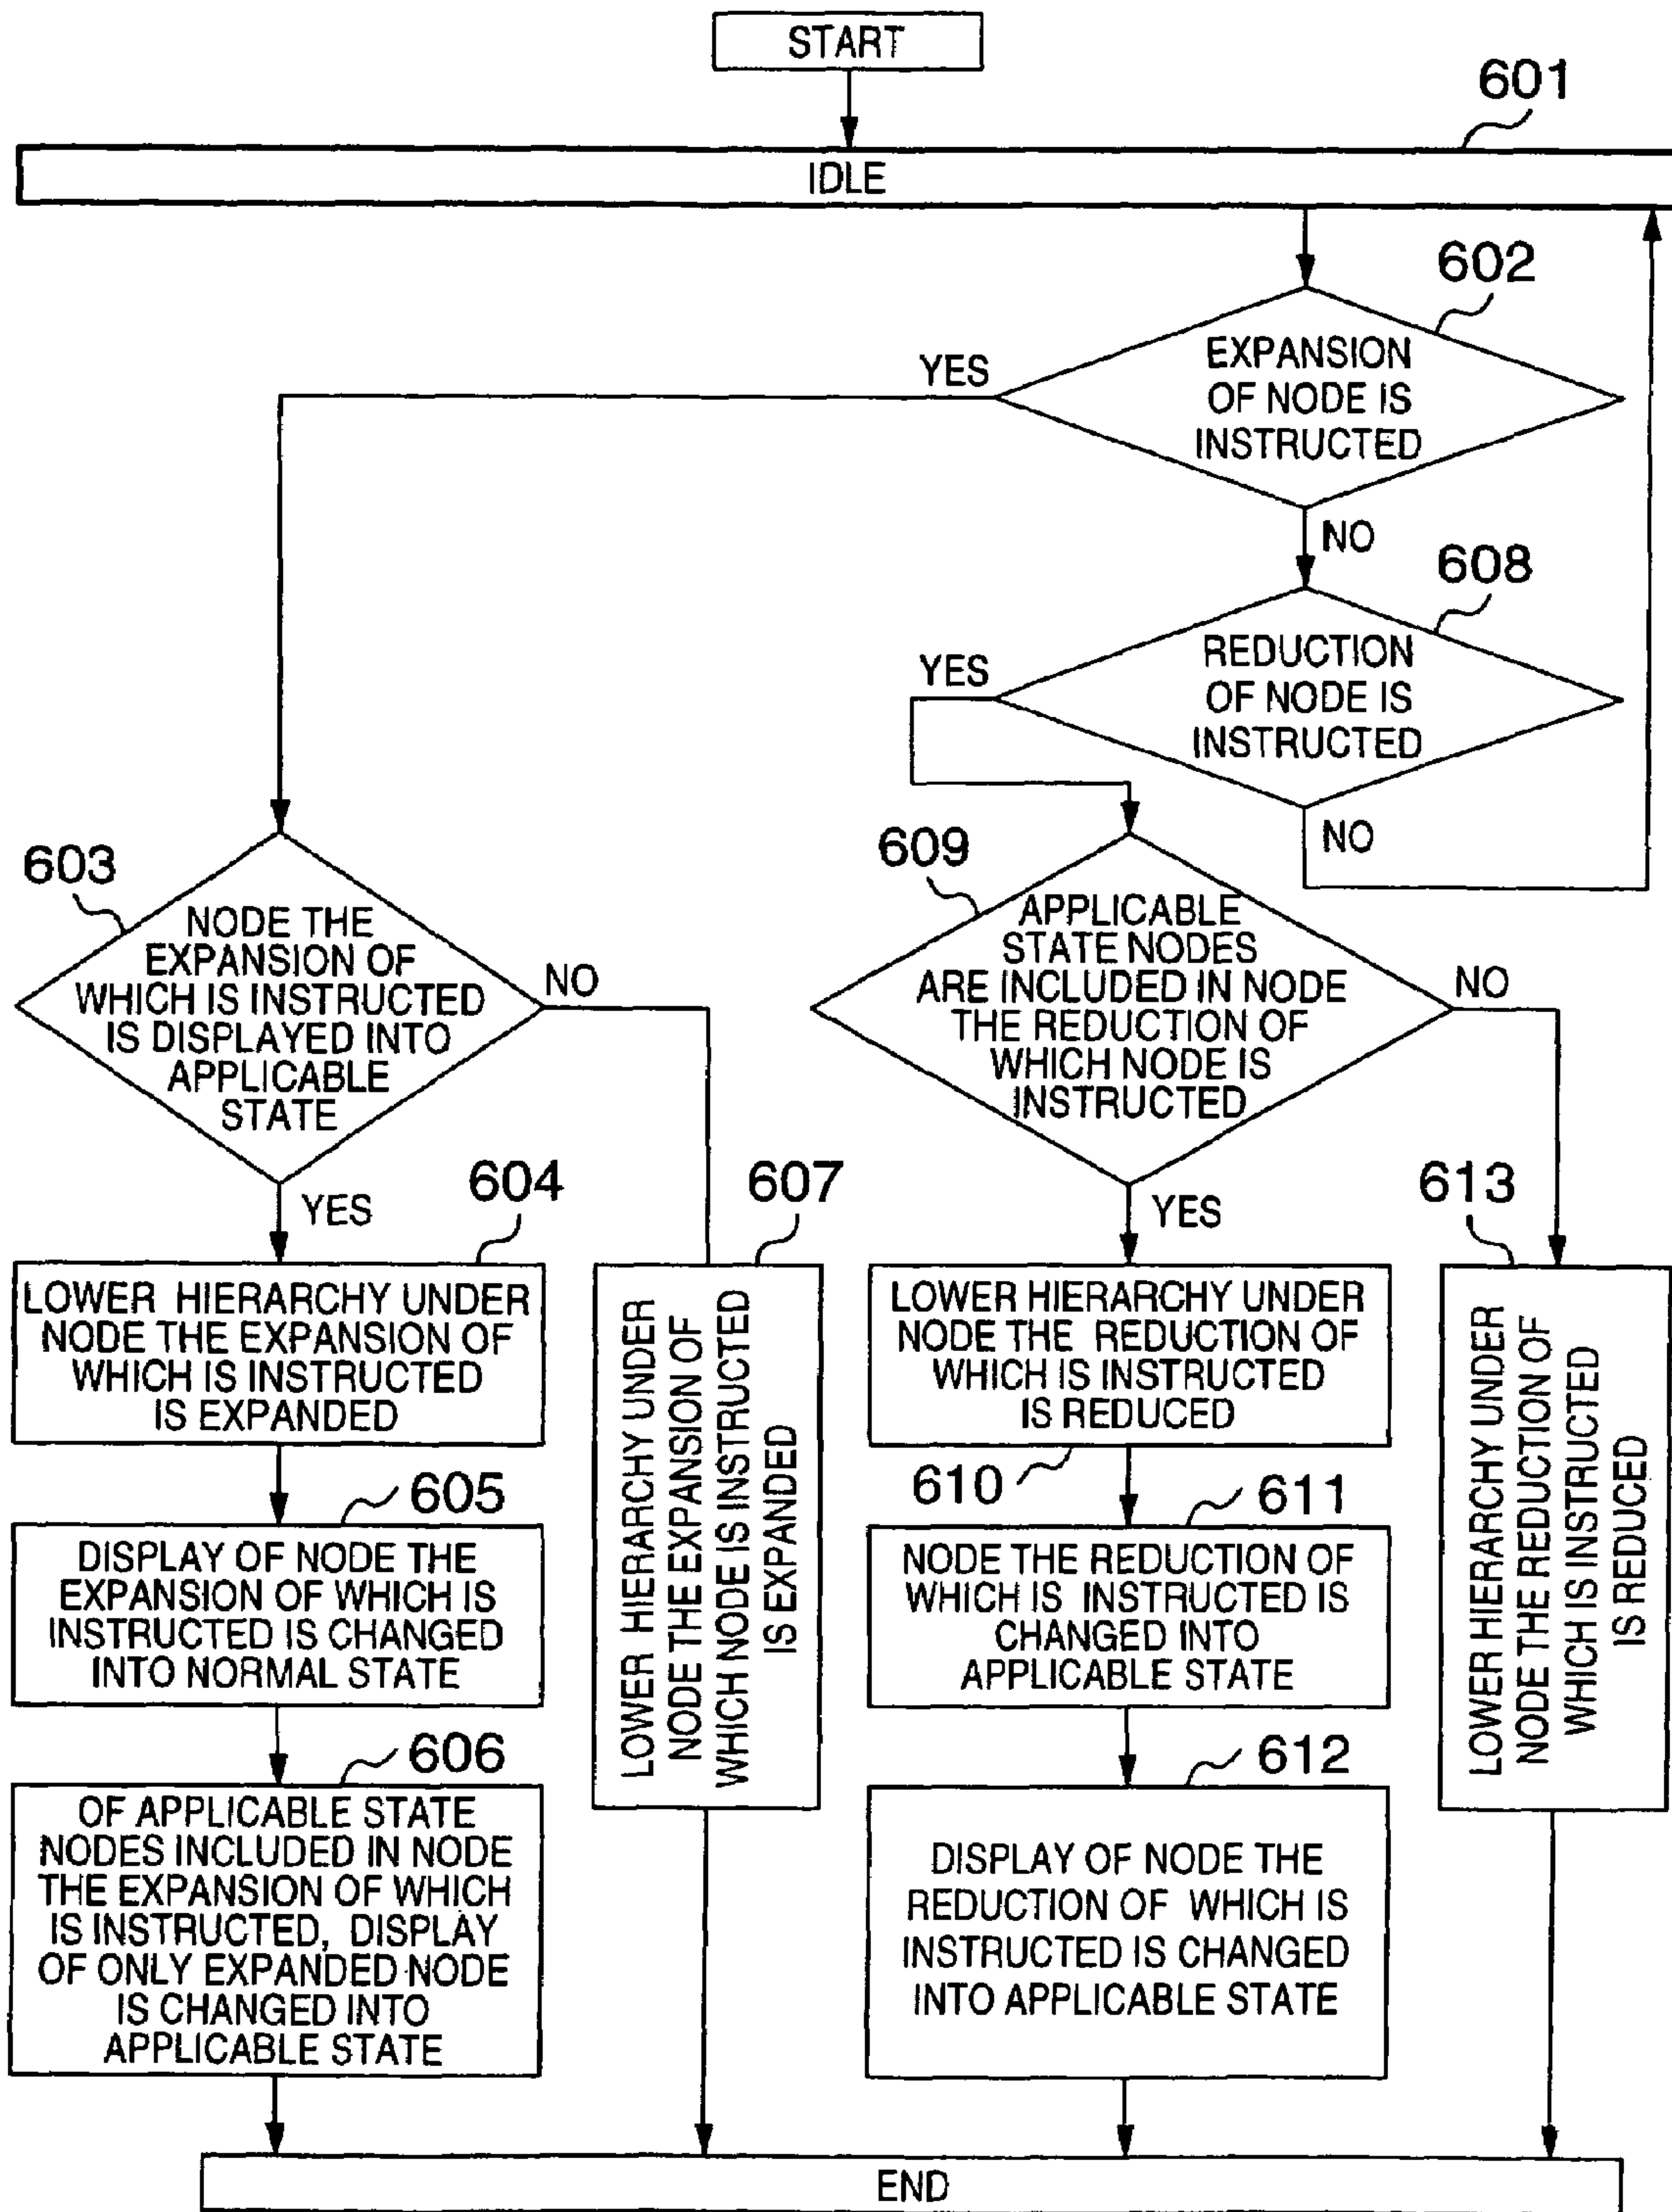 START
601
IDLE
602
EXPANSION
OF NODE IS
INSTRUCTED
YES
NO
608
REDUCTION
OF NODE IS
INSTRUCTED
YES
NO
603
NODE THE
EXPANSION OF
WHICH IS INSTRUCTED
IS DISPLAYED INTO
APPLICABLE
STATE
NO
YES
609
APPLICABLE
STATE NODES
ARE INCLUDED IN NODE
THE REDUCTION OF
WHICH NODE IS
INSTRUCTED
NO
YES
604
LOWER HIERARCHY UNDER
NODE THE EXPANSION OF
WHICH IS INSTRUCTED
IS EXPANDED
607
LOWER HIERARCHY UNDER
NODE THE EXPANSION OF
WHICH NODE IS INSTRUCTED
IS EXPANDED
LOWER HIERARCHY UNDER
NODE THE REDUCTION OF
WHICH IS INSTRUCTED
IS REDUCED
610
613
LOWER HIERARCHY UNDER
NODE THE REDUCTION OF
WHICH IS INSTRUCTED
IS REDUCED
605
DISPLAY OF NODE THE
EXPANSION OF WHICH IS
INSTRUCTED IS CHANGED
INTO NORMAL STATE
611
NODE THE REDUCTION OF
WHICH IS INSTRUCTED IS
CHANGED INTO
APPLICABLE STATE
606
OF APPLICABLE STATE
NODES INCLUDED IN NODE
THE EXPANSION OF WHICH
IS INSTRUCTED, DISPLAY
OF ONLY EXPANDED NODE
IS CHANGED INTO
APPLICABLE STATE
612
DISPLAY OF NODE THE
REDUCTION OF WHICH IS
INSTRUCTED IS CHANGED
INTO APPLICABLE STATE
END